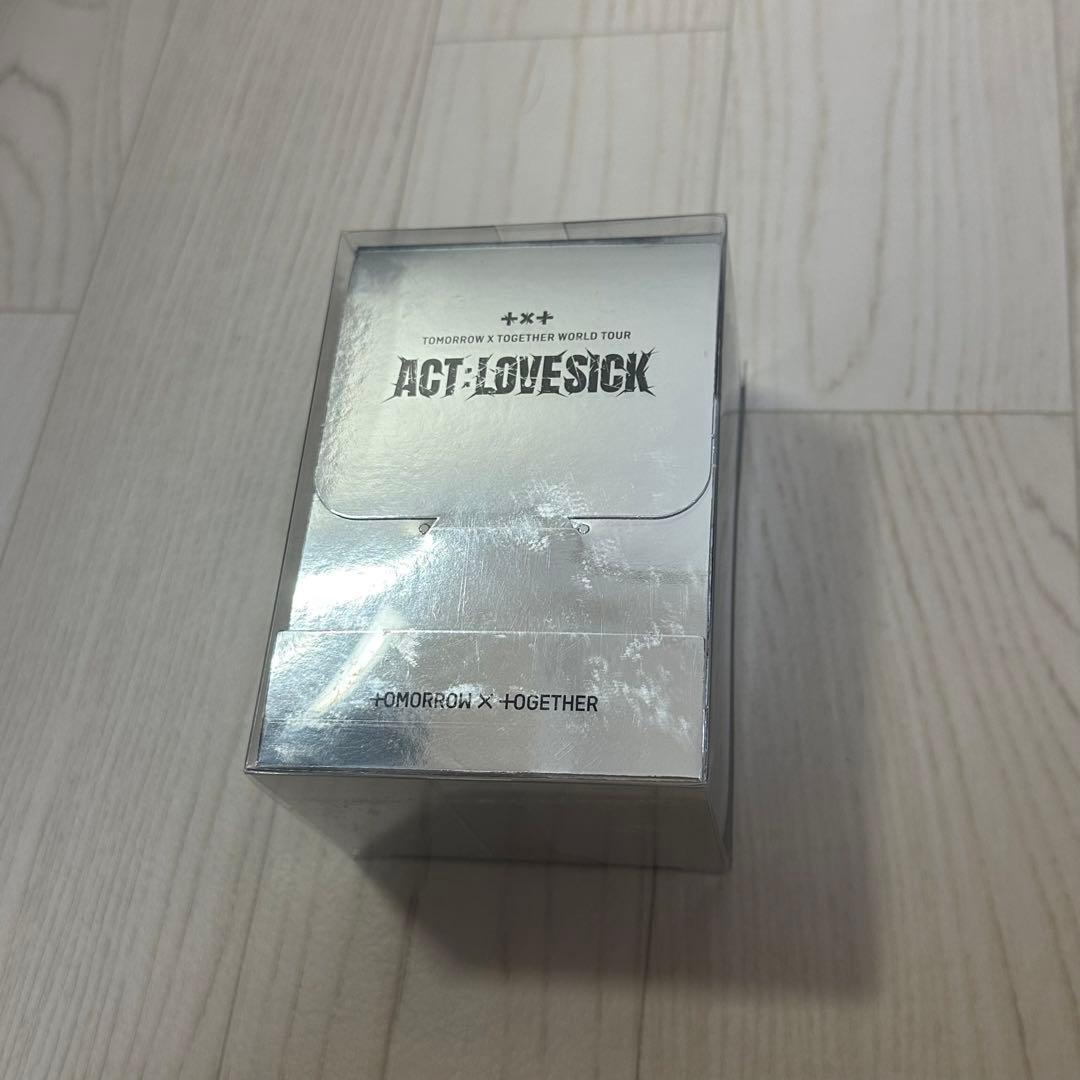 +×+
TOMORROW X TOGETHER WORLD TOUR
ACT:LOVESICK
TOMORROW X TOGETHER